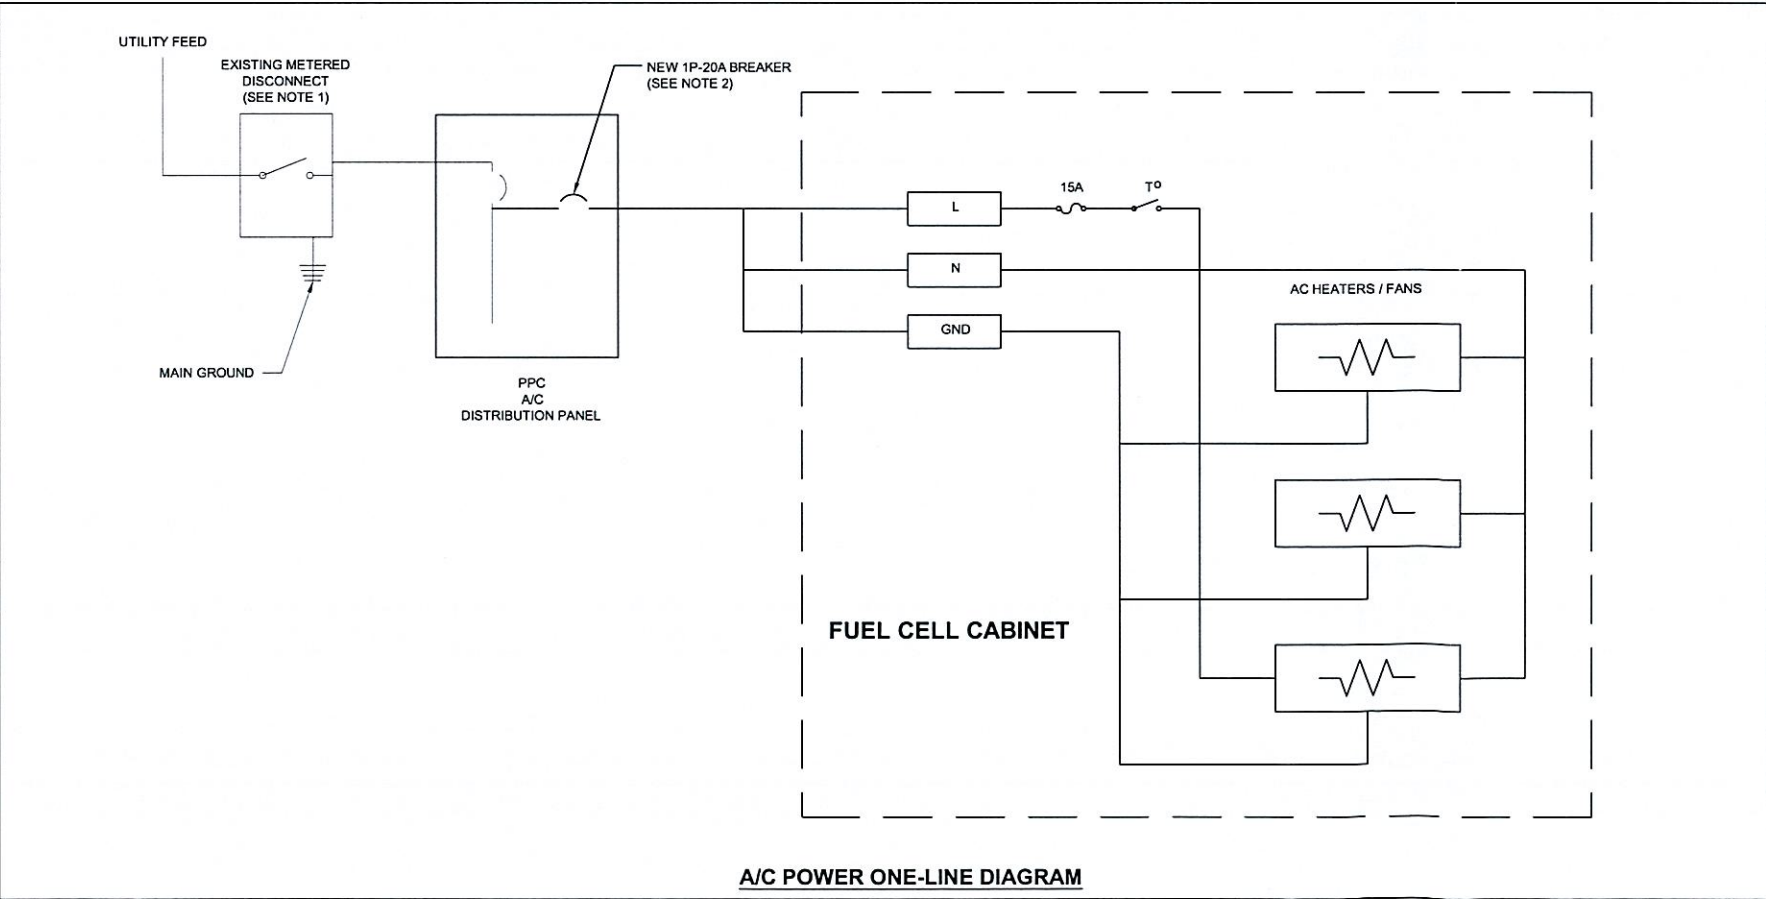 UTILITY FEED
EXISTING METERED
DISCONNECT
(SEE NOTE 1)
NEW 1P-20A BREAKER
(SEE NOTE 2)
MAIN GROUND
PPC
A/C
DISTRIBUTION PANEL
L
15A
T°
N
GND
AC HEATERS / FANS
FUEL CELL CABINET
A/C POWER ONE-LINE DIAGRAM